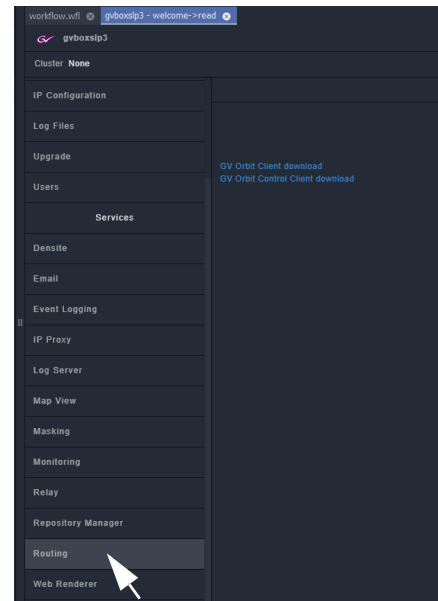 workflow.wfl
gvboxslp3 - welcome->read
GV gvboxslp3
Cluster None
IP Configuration
Log Files
Upgrade
GV Orbit Client download
GV Orbit Control Client download
Users
Services
Densite
Email
Event Logging
IP Proxy
Log Server
Map View
Masking
Monitoring
Relay
Repository Manager
Routing
Web Renderer